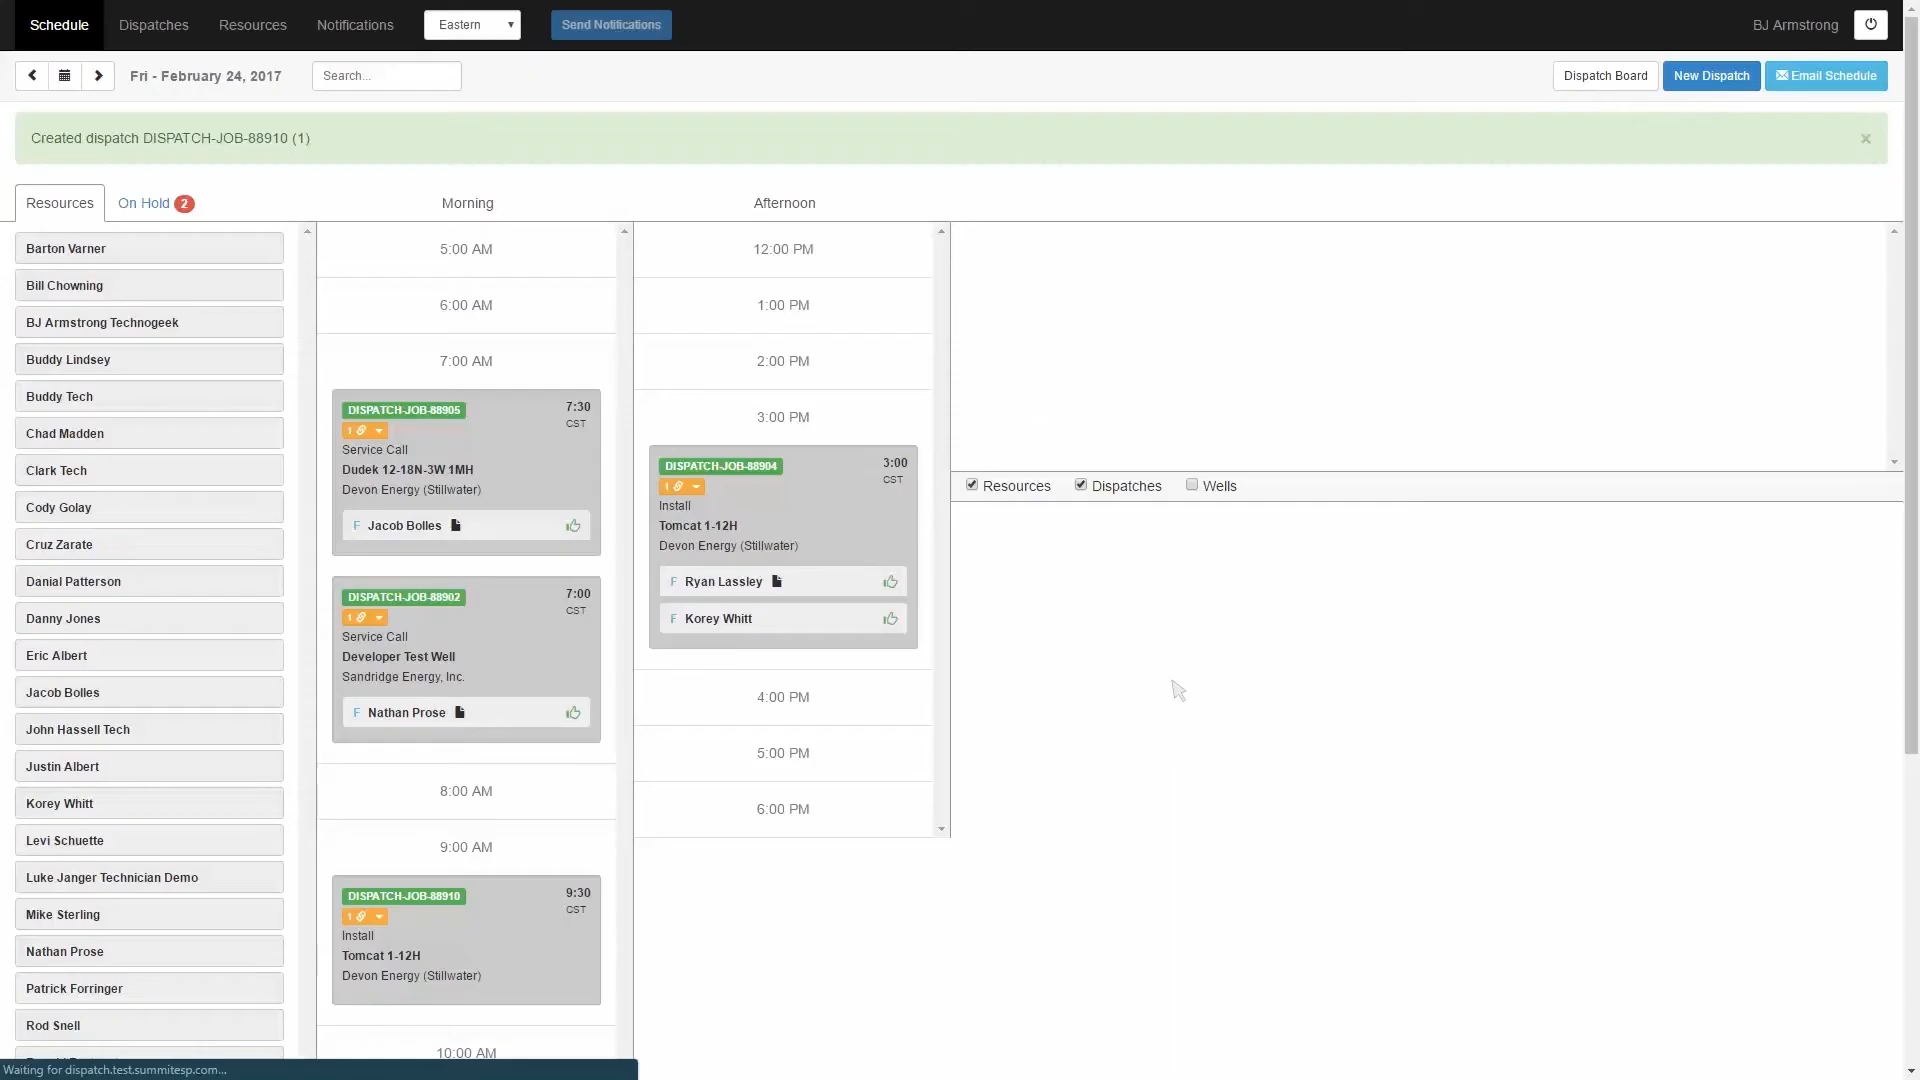 Schedule Dispatches Resources Notifications Eastern Send Notifications BJ Armstrong
Fri - February 24, 2017 Search... Dispatch Board New Dispatch Email Schedule
Created dispatch DISPATCH-JOB-88910 (1) ×
Resources On Hold 2 Morning Afternoon
Barton Varner
Bill Chowning
BJ Armstrong Technogeek
Buddy Lindsey
Buddy Tech
Chad Madden
Clark Tech
Cody Golay
Cruz Zarate
Danial Patterson
Danny Jones
Eric Albert
Jacob Bolles
John Hassell Tech
Justin Albert
Korey Whitt
Levi Schuette
Luke Janger Technician Demo
Mike Sterling
Nathan Prose
Patrick Forringer
Rod Snell
5:00 AM
6:00 AM
7:00 AM
DISPATCH-JOB-88905 7:30
1 CST
Service Call
Dudek 12-18N-3W 1MH
Devon Energy (Stillwater)
F Jacob Bolles
DISPATCH-JOB-88902 7:00
1 CST
Service Call
Developer Test Well
Sandridge Energy, Inc.
F Nathan Prose
8:00 AM
9:00 AM
DISPATCH-JOB-88910 9:30
1 CST
Install
Tomcat 1-12H
Devon Energy (Stillwater)
10:00 AM
12:00 PM
1:00 PM
2:00 PM
3:00 PM
DISPATCH-JOB-88904 3:00
1 CST
Install
Tomcat 1-12H
Devon Energy (Stillwater)
F Ryan Lassley
F Korey Whitt
4:00 PM
5:00 PM
6:00 PM
Resources Dispatches Wells
Waiting for dispatch.test.summitesp.com...